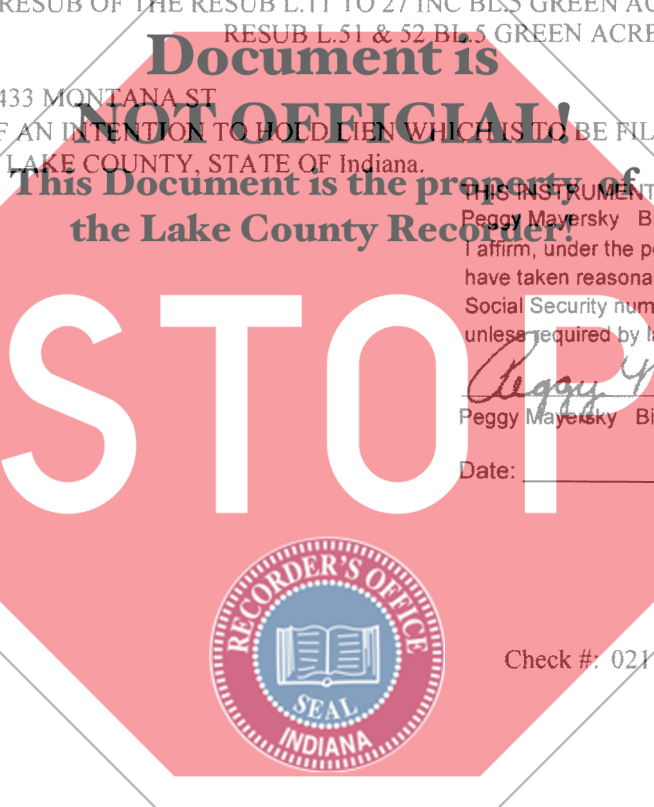 RESUB OF THE RESUB L.11 TO 27 INC BL.5 GREEN AC
RESUB L.51 & 52 BL.5 GREEN ACRE
Document is
433 MONTANA ST
NOT OFFICIAL!
F AN INTENTION TO HOLD LIEN WHICH IS TO BE FIL
LAKE COUNTY, STATE OF Indiana.
This Document is the property of
the Lake County Recorder!
THIS INSTRUMENT
Peggy Mayersky B
I affirm, under the pe
have taken reasona
Social Security num
unless required by la
Peggy
Peggy Mayersky Bi
Date:
STOP
RECORDER'S OFFICE
SEAL
INDIANA
Check #: 021